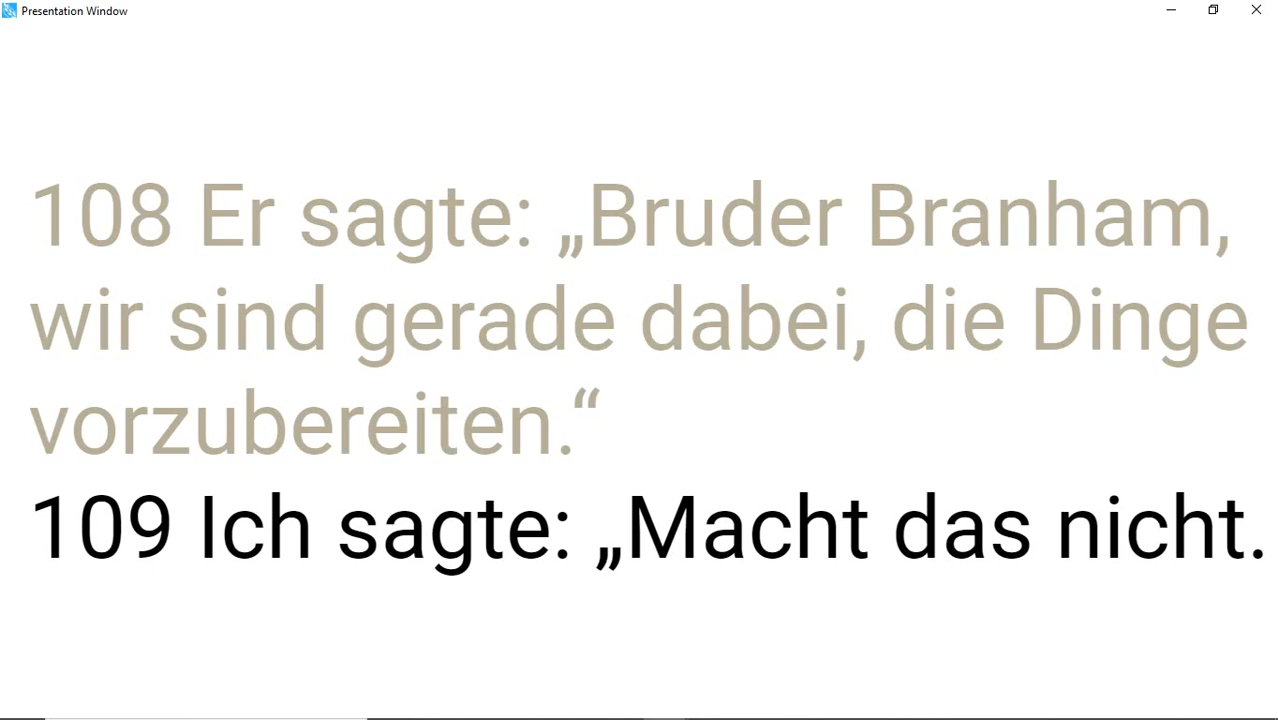 Presentation Window
108 Er sagte: „Bruder Branham,
wir sind gerade dabei, die Dinge
vorzubereiten.“
109 Ich sagte: „Macht das nicht.